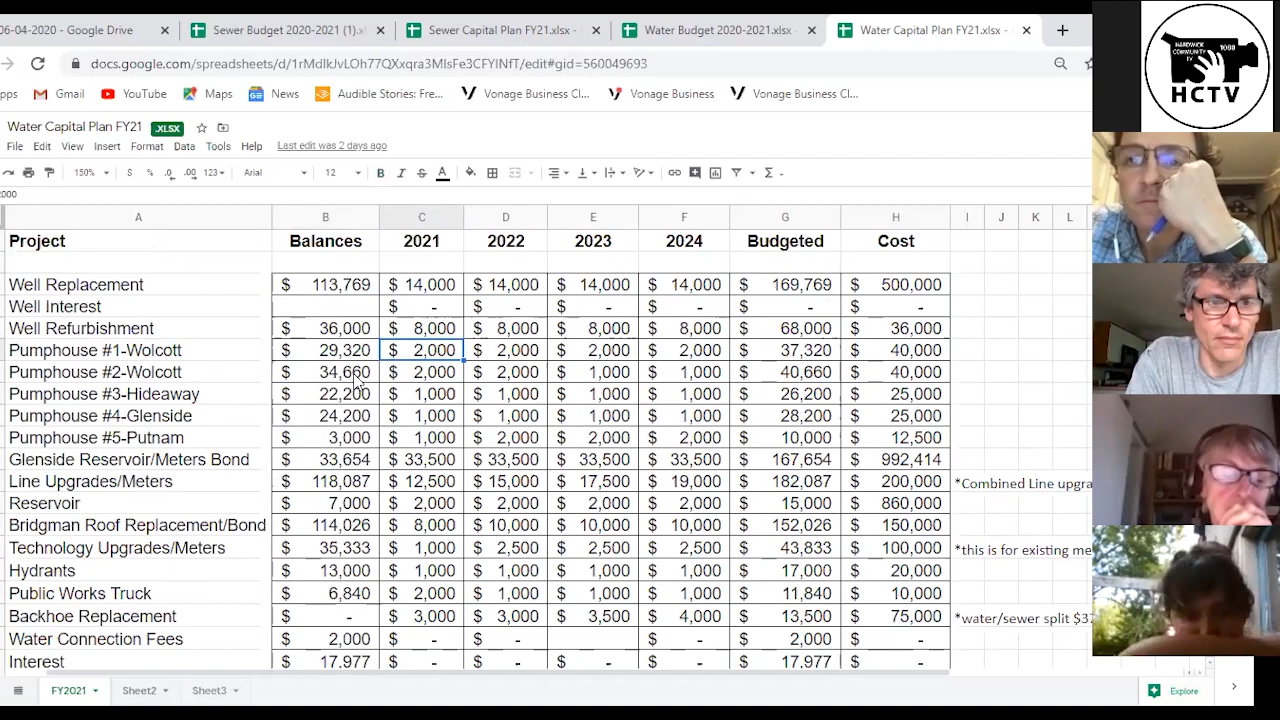 06-04-2020 - Google Drive × Sewer Budget 2020-2021 (1).xlsx × Sewer Capital Plan FY21.xlsx - × Water Budget 2020-2021.xlsx - × Water Capital Plan FY21.xlsx - × +
Gmail YouTube Maps News Audible Stories: Fre... Vonage Business Cl... Vonage Business Vonage Business Cl...
Water Capital Plan FY21 .XLSX
File Edit View Insert Format Data Tools Help Last edit was 2 days ago
150% $ % .0 .00 123 Arial 12 B I S A Σ
A B C D E F G H I J K L
Project Balances 2021 2022 2023 2024 Budgeted Cost
Well Replacement $ 113,769 $ 14,000 $ 14,000 $ 14,000 $ 14,000 $ 169,769 $ 500,000
Well Interest $ - $ - $ - $ - $ - $ -
Well Refurbishment $ 36,000 $ 8,000 $ 8,000 $ 8,000 $ 8,000 $ 68,000 $ 36,000
Pumphouse #1-Wolcott $ 29,320 $ 2,000 $ 2,000 $ 2,000 $ 2,000 $ 37,320 $ 40,000
Pumphouse #2-Wolcott $ 34,660 $ 2,000 $ 2,000 $ 1,000 $ 1,000 $ 40,660 $ 40,000
Pumphouse #3-Hideaway $ 22,200 $ 1,000 $ 1,000 $ 1,000 $ 1,000 $ 26,200 $ 25,000
Pumphouse #4-Glenside $ 24,200 $ 1,000 $ 1,000 $ 1,000 $ 1,000 $ 28,200 $ 25,000
Pumphouse #5-Putnam $ 3,000 $ 1,000 $ 2,000 $ 2,000 $ 2,000 $ 10,000 $ 12,500
Glenside Reservoir/Meters Bond $ 33,654 $ 33,500 $ 33,500 $ 33,500 $ 33,500 $ 167,654 $ 992,414
Line Upgrades/Meters $ 118,087 $ 12,500 $ 15,000 $ 17,500 $ 19,000 $ 182,087 $ 200,000 *Combined Line upgra
Reservoir $ 7,000 $ 2,000 $ 2,000 $ 2,000 $ 2,000 $ 15,000 $ 860,000
Bridgman Roof Replacement/Bond $ 114,026 $ 8,000 $ 10,000 $ 10,000 $ 10,000 $ 152,026 $ 150,000
Technology Upgrades/Meters $ 35,333 $ 1,000 $ 2,500 $ 2,500 $ 2,500 $ 43,833 $ 100,000 *this is for existing me
Hydrants $ 13,000 $ 1,000 $ 1,000 $ 1,000 $ 1,000 $ 17,000 $ 20,000
Public Works Truck $ 6,840 $ 2,000 $ 1,000 $ 1,000 $ 1,000 $ 11,840 $ 10,000
Backhoe Replacement $ - $ 3,000 $ 3,000 $ 3,500 $ 4,000 $ 13,500 $ 75,000 *water/sewer split $37
Water Connection Fees $ 2,000 $ - $ - $ - $ 2,000 $ -
Interest $ 17,977 $ - $ - $ - $ - $ 17,977 $ -
FY2021 Sheet2 Sheet3 Explore
HARDWICK COMMUNITY TV 1080
HCTV